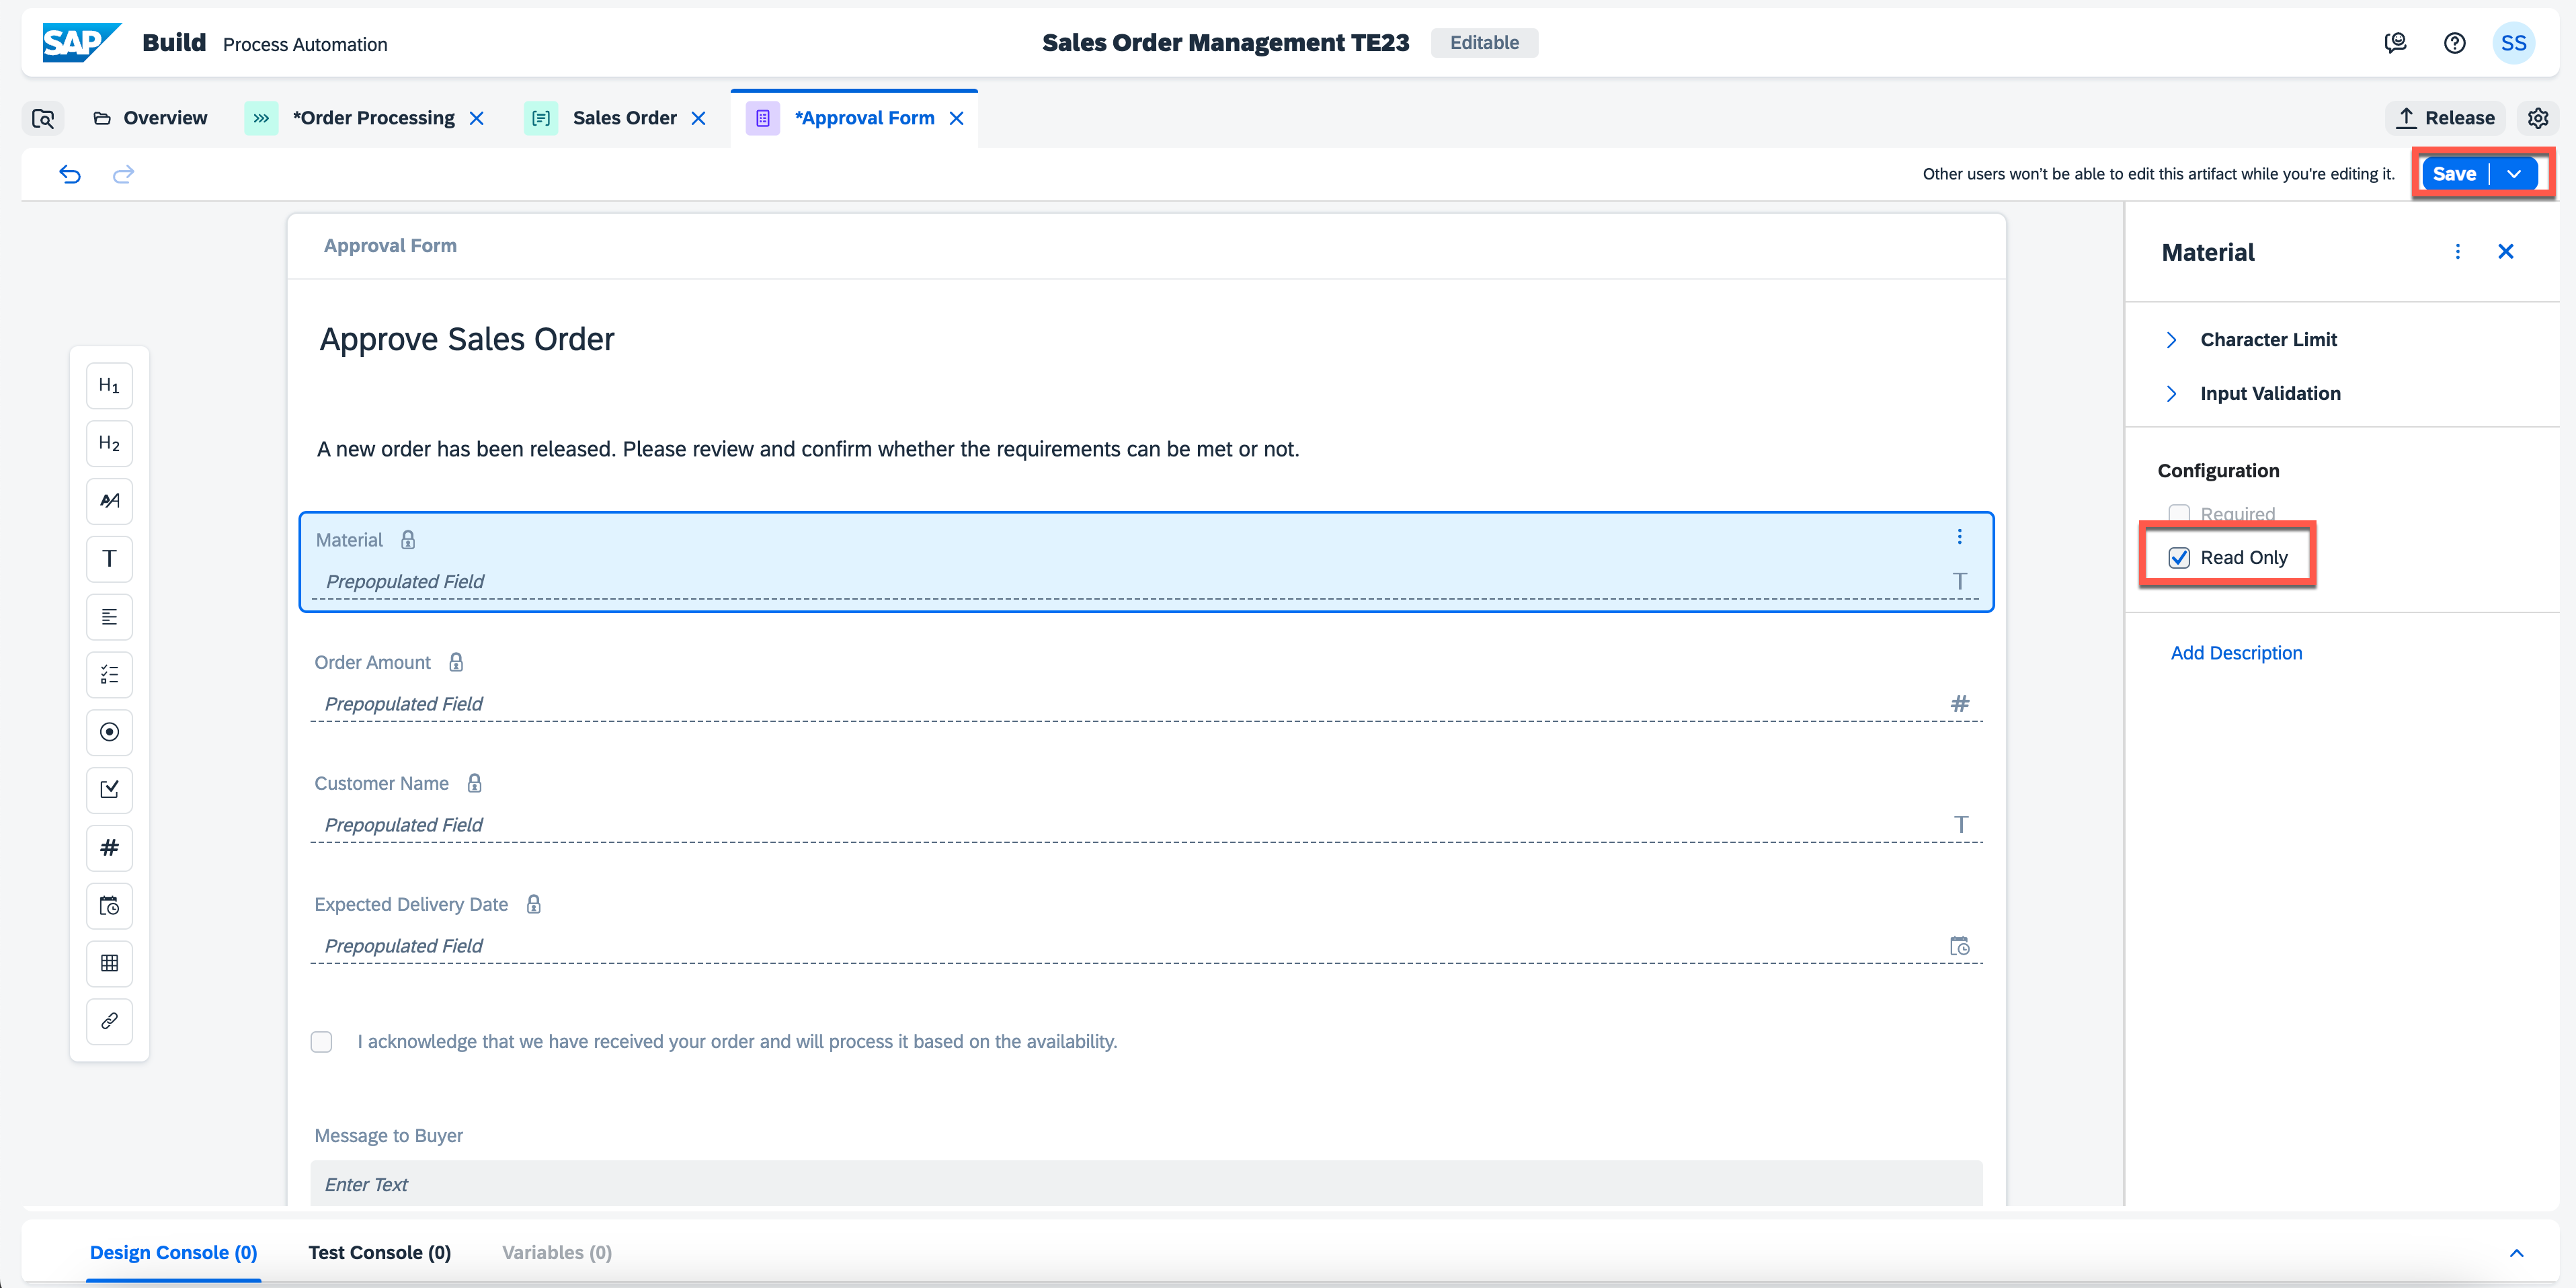 SAP Build Process Automation
Sales Order Management TE23 Editable
SS
Overview
*Order Processing
Sales Order
*Approval Form
Release
Other users won't be able to edit this artifact while you're editing it.
Save
Approval Form
Approve Sales Order
A new order has been released. Please review and confirm whether the requirements can be met or not.
H1
H2
A
T
#
Material
Prepopulated Field
T
Order Amount
Prepopulated Field
#
Customer Name
Prepopulated Field
T
Expected Delivery Date
Prepopulated Field
I acknowledge that we have received your order and will process it based on the availability.
Message to Buyer
Enter Text
Material
Character Limit
Input Validation
Configuration
Required
Read Only
Add Description
Design Console (0)
Test Console (0)
Variables (0)